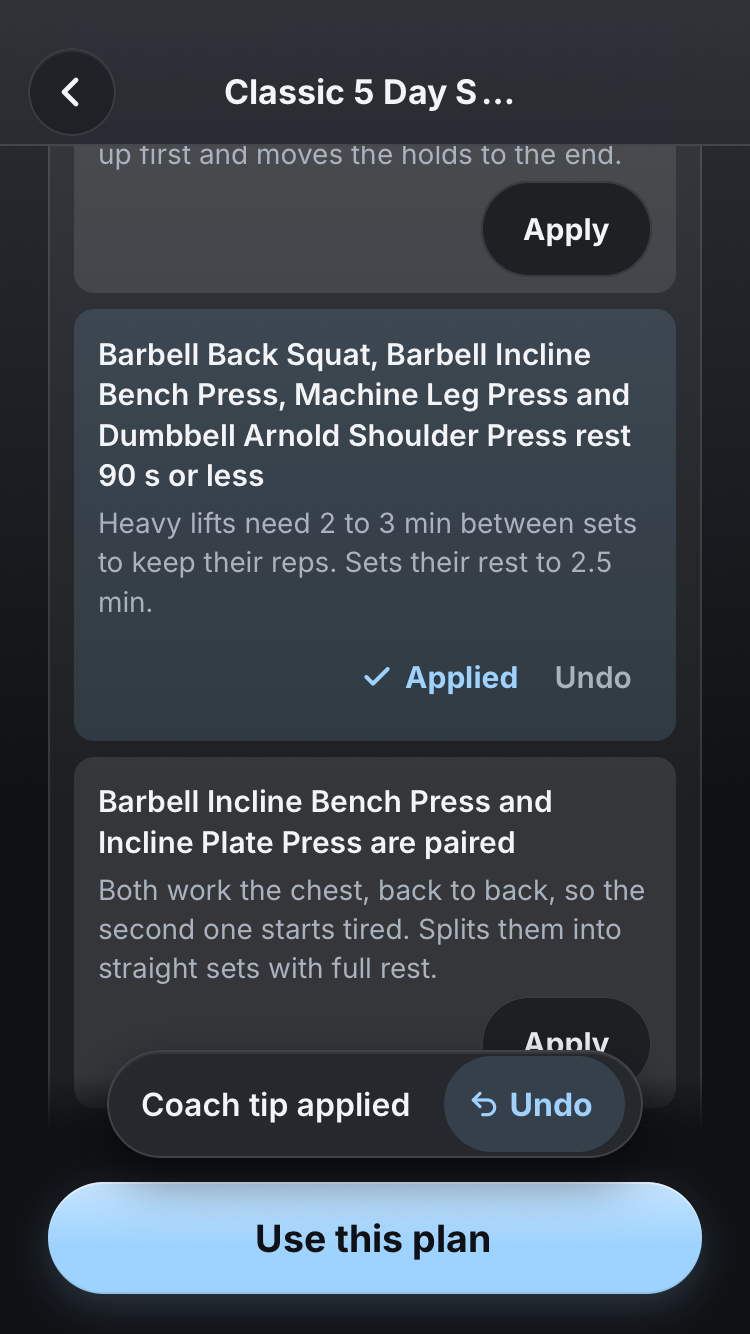 Classic 5 Day S...
up first and moves the holds to the end.
Apply
Barbell Back Squat, Barbell Incline
Bench Press, Machine Leg Press and
Dumbbell Arnold Shoulder Press rest
90 s or less
Heavy lifts need 2 to 3 min between sets
to keep their reps. Sets their rest to 2.5
min.
Applied Undo
Barbell Incline Bench Press and
Incline Plate Press are paired
Both work the chest, back to back, so the
second one starts tired. Splits them into
straight sets with full rest.
Apply
Coach tip applied Undo
Use this plan